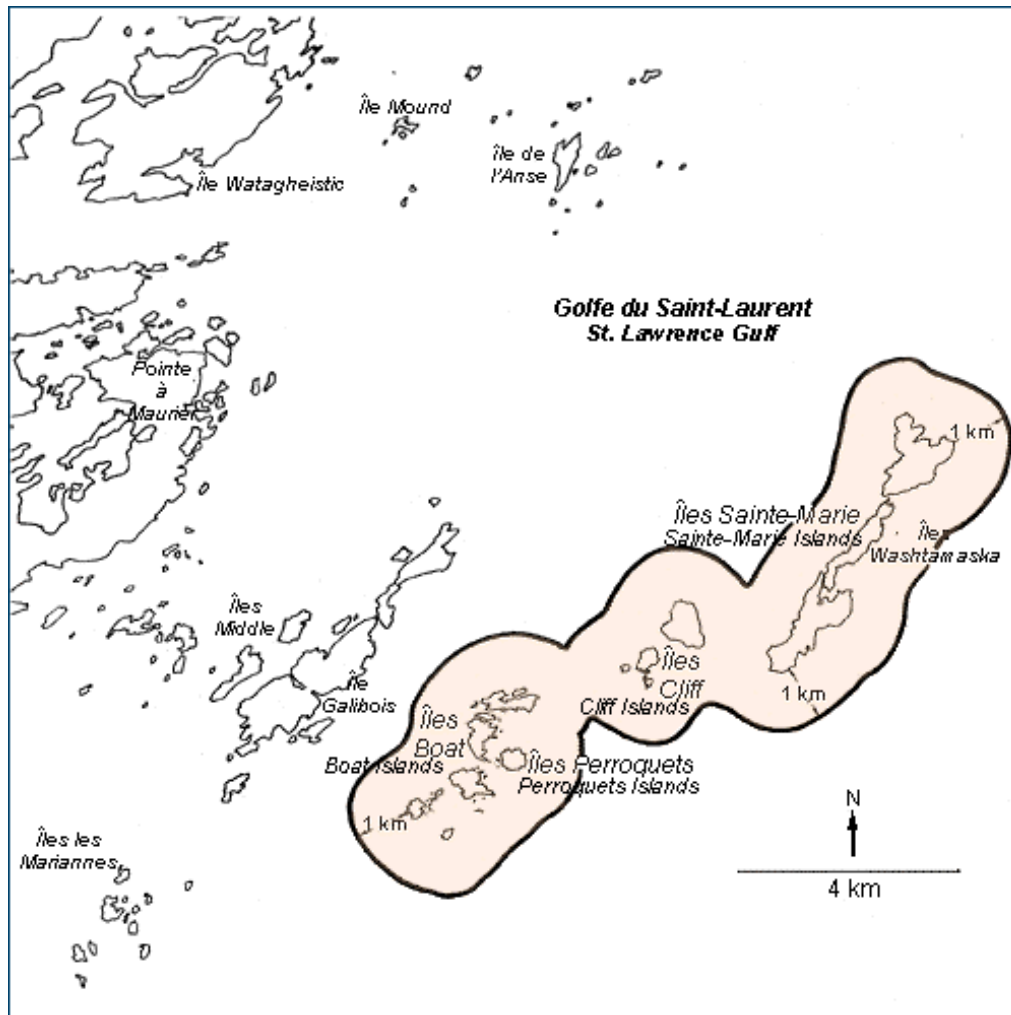 Île Mound
Île de
l'Anse
Île Watagheistic
Golfe du Saint-Laurent
St. Lawrence Gulf
Pointe
à
Maurier
1 km
Îles Sainte-Marie
Sainte-Marie Islands
Îles
Washtamaska
Îles
Middle
Île
Galibois
Îles
Cliff
Cliff Islands
1 km
Îles
Boat
Boat Islands
Îles Perroquets
Perroquets Islands
1 km
N
4 km
Îles les
Mariannes